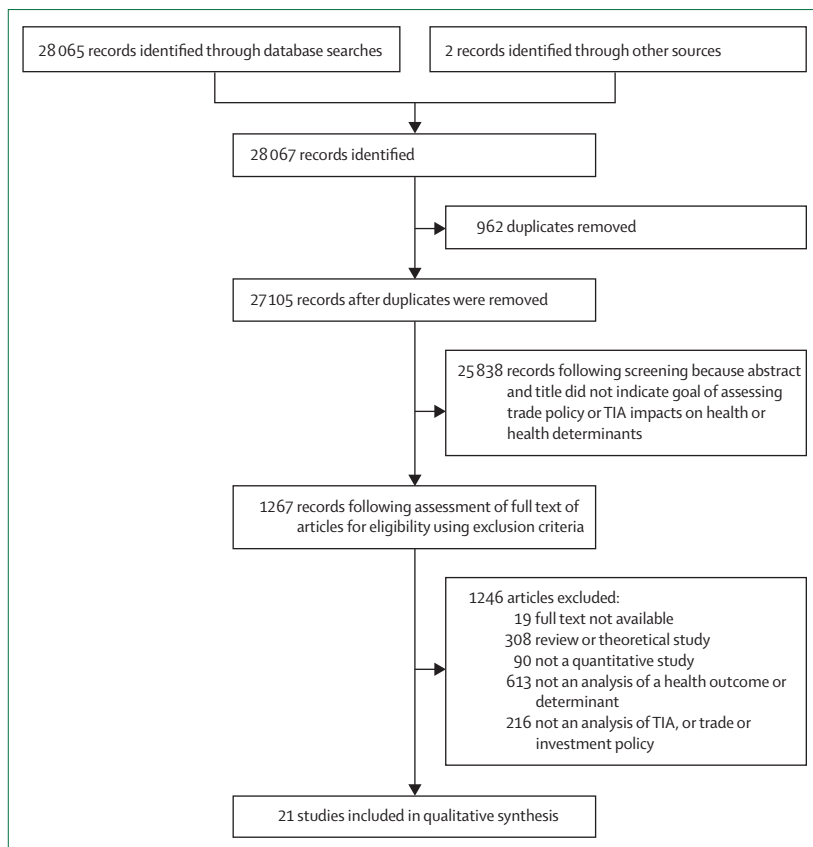 28 065 records identified through database searches
2 records identified through other sources
28 067 records identified
962 duplicates removed
27 105 records after duplicates were removed
25 838 records following screening because abstract
and title did not indicate goal of assessing
trade policy or TIA impacts on health or
health determinants
1267 records following assessment of full text of
articles for eligibility using exclusion criteria
1246 articles excluded:
19 full text not available
308 review or theoretical study
90 not a quantitative study
613 not an analysis of a health outcome or
determinant
216 not an analysis of TIA, or trade or
investment policy
21 studies included in qualitative synthesis